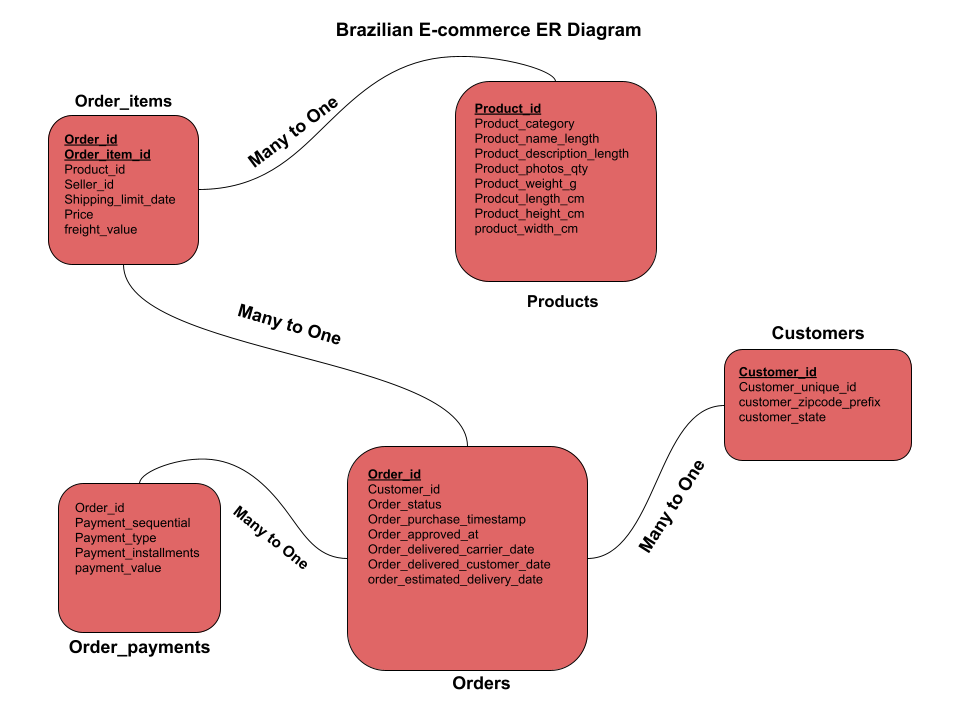 Brazilian E-commerce ER Diagram
Order_items
Order_id
Order_item_id
Product_id
Seller_id
Shipping_limit_date
Price
freight_value
Many to One
Product_id
Product_category
Product_name_length
Product_description_length
Product_photos_qty
Product_weight_g
Prodcut_length_cm
Product_height_cm
product_width_cm
Products
Many to One
Customers
Customer_id
Customer_unique_id
customer_zipcode_prefix
customer_state
Many to One
Order_id
Payment_sequential
Payment_type
Payment_installments
payment_value
Order_payments
Many to One
Order_id
Customer_id
Order_status
Order_purchase_timestamp
Order_approved_at
Order_delivered_carrier_date
Order_delivered_customer_date
order_estimated_delivery_date
Orders